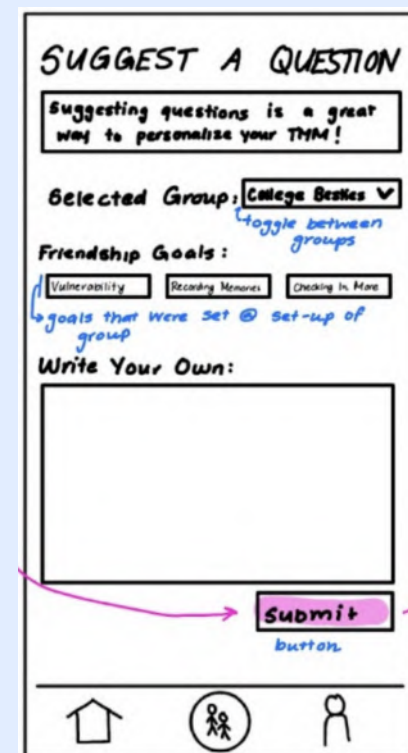 SUGGEST A QUESTION
Suggesting questions is a great
way to personalize your TMM!
Selected Group: College Besties
toggle between
groups
Friendship Goals:
Vulnerability Recording Memories Checking In More
goals that were set @ set-up of
group
Write Your Own:
Submit
button